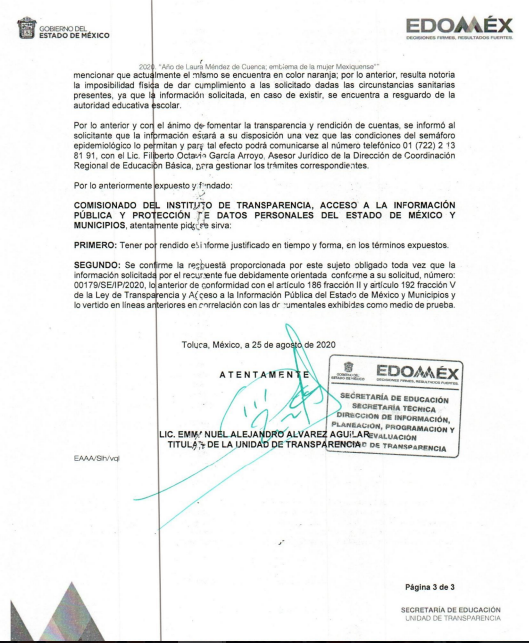 GOBIERNO DEL
ESTADO DE MÉXICO
EDOMÉX
DECISIONES FIRMES, RESULTADOS FUERTES.
2020. "Año de Laura Méndez de Cuenca; emblema de la mujer Mexiquense"
mencionar que actualmente el mismo se encuentra en color naranja; por lo anterior, resulta notoria
la imposibilidad física de dar cumplimiento a las solicitado dadas las circunstancias sanitarias
presentes, ya que la información solicitada, en caso de existir, se encuentra a resguardo de la
autoridad educativa escolar.
Por lo anterior y con el ánimo de fomentar la transparencia y rendición de cuentas, se informó al
solicitante que la información estará a su disposición una vez que las condiciones del semáforo
epidemiológico lo permitan y para tal efecto podrá comunicarse al número telefónico 01 (722) 2 13
81 91, con el Lic. Filiberto Octavio García Arroyo, Asesor Jurídico de la Dirección de Coordinación
Regional de Educación Básica, para gestionar los trámites correspondientes.
Por lo anteriormente expuesto y fundado:
COMISIONADO DEL INSTITUTO DE TRANSPARENCIA, ACCESO A LA INFORMACIÓN
PÚBLICA Y PROTECCIÓN DE DATOS PERSONALES DEL ESTADO DE MÉXICO Y
MUNICIPIOS, atentamente pido se sirva:
PRIMERO: Tener por rendido el informe justificado en tiempo y forma, en los términos expuestos.
SEGUNDO: Se confirme la respuestá proporcionada por este sujeto obligado toda vez que la
información solicitada por el recurrente fue debidamente orientada conforme a su solicitud, número:
00179/SE/IP/2020, lo anterior de conformidad con el artículo 186 fracción II y artículo 192 fracción V
de la Ley de Transparencia y Acceso a la Información Pública del Estado de México y Municipios y
lo vertido en líneas anteriores en correlación con las documentales exhibidas como medio de prueba.
Toluca, México, a 25 de agosto de 2020
A T E N T A M E N T E
GOBIERNO DEL
ESTADO DE MÉXICO
EDOMÉX
DECISIONES FIRMES, RESULTADOS FUERTES.
SECRETARÍA DE EDUCACIÓN
SECRETARÍA TÉCNICA
DIRECCIÓN DE INFORMACIÓN,
PLANEACIÓN, PROGRAMACIÓN Y
EVALUACIÓN
UNIDAD DE TRANSPARENCIA
LIC. EMMANUEL ALEJANDRO ALVAREZ AGUILAR
TITULAR DE LA UNIDAD DE TRANSPARENCIA
EAAA/Slh/vql
Página 3 de 3
SECRETARÍA DE EDUCACIÓN
UNIDAD DE TRANSPARENCIA